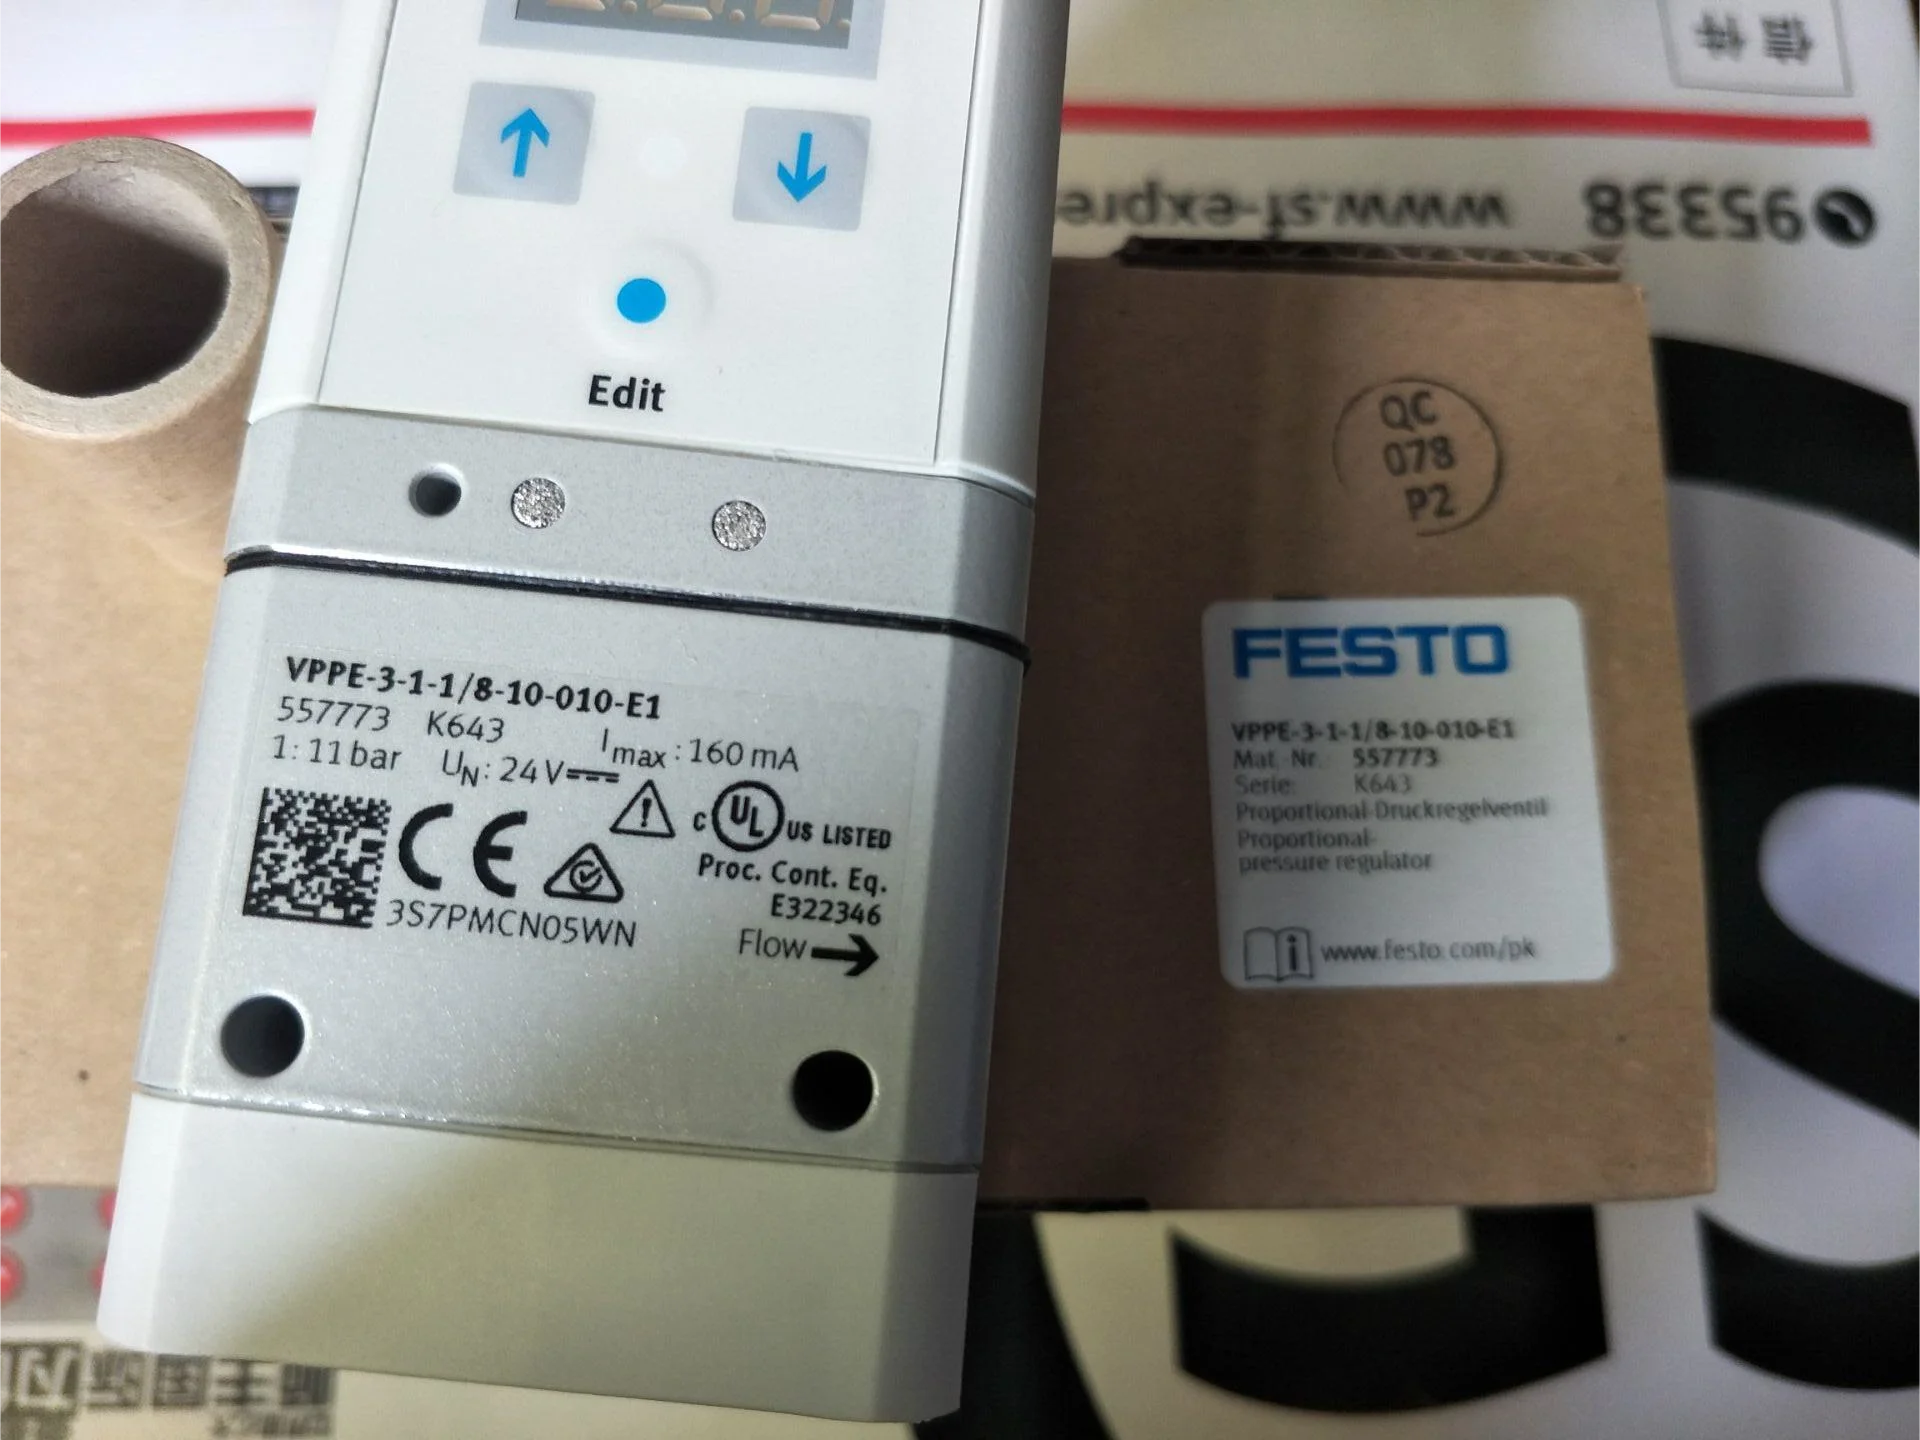 Edit
VPPE-3-1-1/8-10-010-E1
557773 K643 Imax: 160 mA
1: 11 bar UN: 24V
CE
C UL US LISTED
Proc. Cont. Eq.
E322346
3S7PMCN05WN
Flow
QC
078
P2
FESTO
VPPE-3-1-1/8-10-010-E1
Mat. Nr. 557773
Serie: K643
Proportional-Druckregelventil
Proportional-
pressure regulator
www.festo.com/pk
95338 www.sf-expre